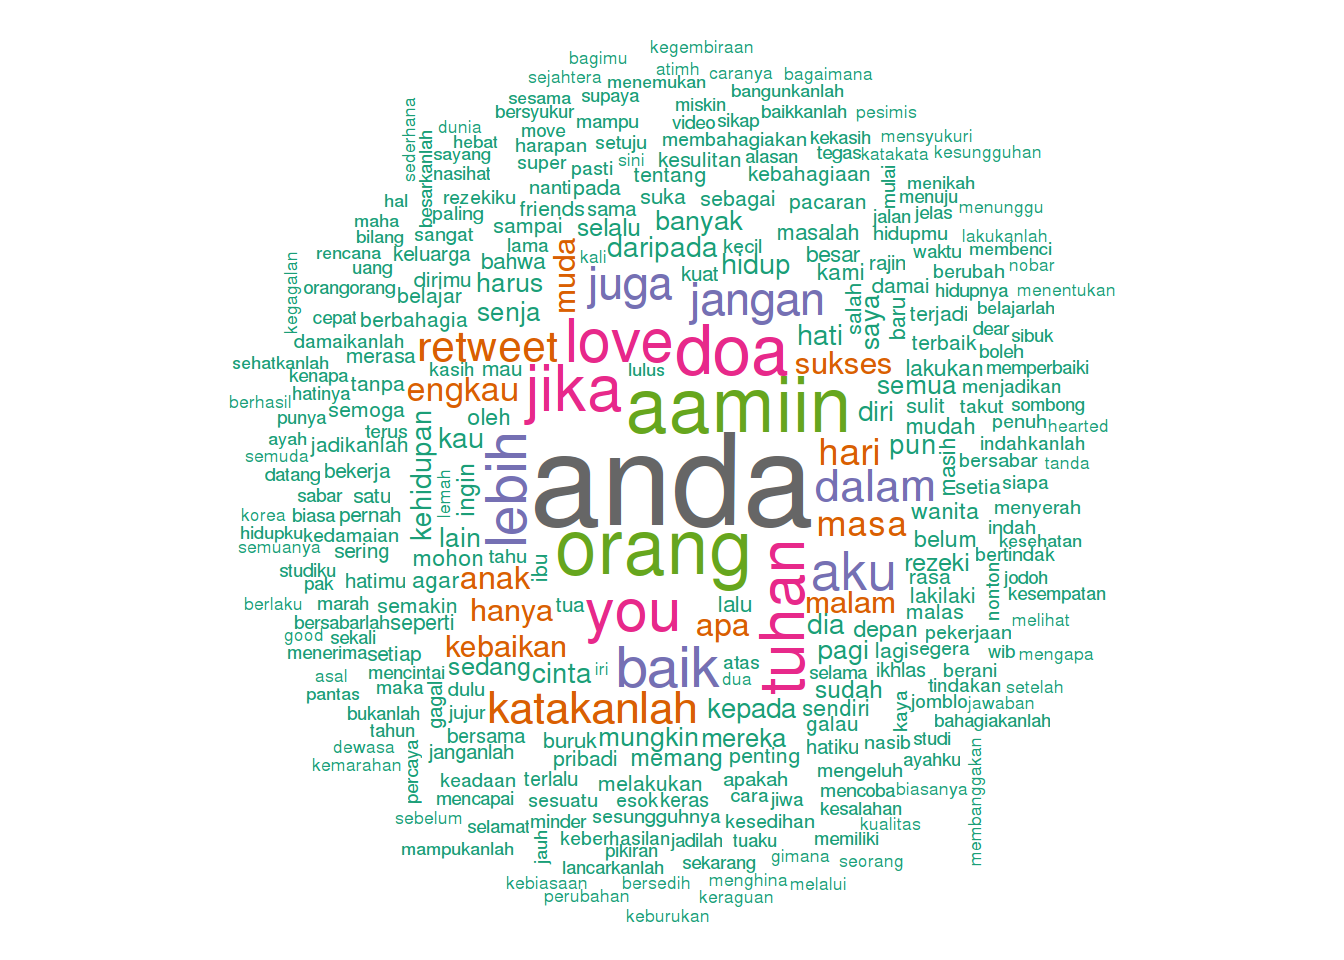 kegembiraan
bagimu
sejahtera atimh caranya bagaimana
menemukan
sesama supaya bangunkanlah
bersyukur miskin baikkanlah pesimis
sederhana dunia move mampu video sikap
hebat harapan setuju membahagiakan kekasih mensyukuri
besarkanlah sayang super pasti sini kesulitan alasan tegas katakata kesungguhan
nasihat tentang kebahagiaan mulai menikah
hal rezekiku nanti pada suka sebagai pacaran menuju menunggu
maha paling friends sama banyak jalan jelas
bilang sangat sampai selalu masalah hidupmu lakukanlah
rencana keluarga lama muda kali daripada kecil besar waktu membenci
kegagalan uang dirimu bahwa juga kuat hidup kami rajin berubah nobar
orangorang belajar harus jangan salah saya damai hidupnya menentukan
cepat berbahagia senja baru terjadi belajarlah
damaikanlah love doa hati terbaik dear sibuk
sehatkanlah merasa retweet sukses boleh
kenapa kasih mau jika lulus lakukan memperbaiki
berhasil hatinya tanpa engkau aamiin semua menjadikan
punya semoga oleh diri sulit takut sombong
ayah terus kau mudah penuh hearted
semuda jadikanlah kehidupan lebih anda hari pun masih indahkanlah
datang bekerja lemah ingin bersabar tanda
sabar satu dalam setia siapa
korea biasa pernah masa wanita menyerah
hidupku kedamaian lain orang belum indah kesehatan
semuanya sering mohon tahu ibu tuhan aku rezeki bertindak
studiku rasa nonton jodoh
pak hatimu agar anak lakilaki kesempatan
berlaku marah semakin hanya tua you lalu malam malas
bersabarlah seperti apa dia depan melihat
good sekali kebaikan pekerjaan
menerima setiap pagi lagi segera wib mengapa
asal mencintai sedang cinta iri baik atas selama ikhlas berani
pantas maka gagal dulu dua sudah tindakan setelah
bukanlah jujur katakanlah kepada sendiri kaya jomblo jawaban
tahun bersama galau bahagiakanlah
dewasa janganlah buruk mungkin mereka hatiku nasib studi
kemarahan percaya pribadi memang penting ayahku
keadaan terlalu melakukan apakah mengeluh membanggakan
mencapai sesuatu esok keras cara jiwa mencoba biasanya
sebelum selamat minder sesungguhnya kesedihan kesalahan kualitas
mampukanlah jauh keberhasilan jadilah tuaku memiliki
pikiran
lancarkanlah sekarang gimana seorang
kebiasaan bersedih menghina melalui
perubahan keraguan
keburukan